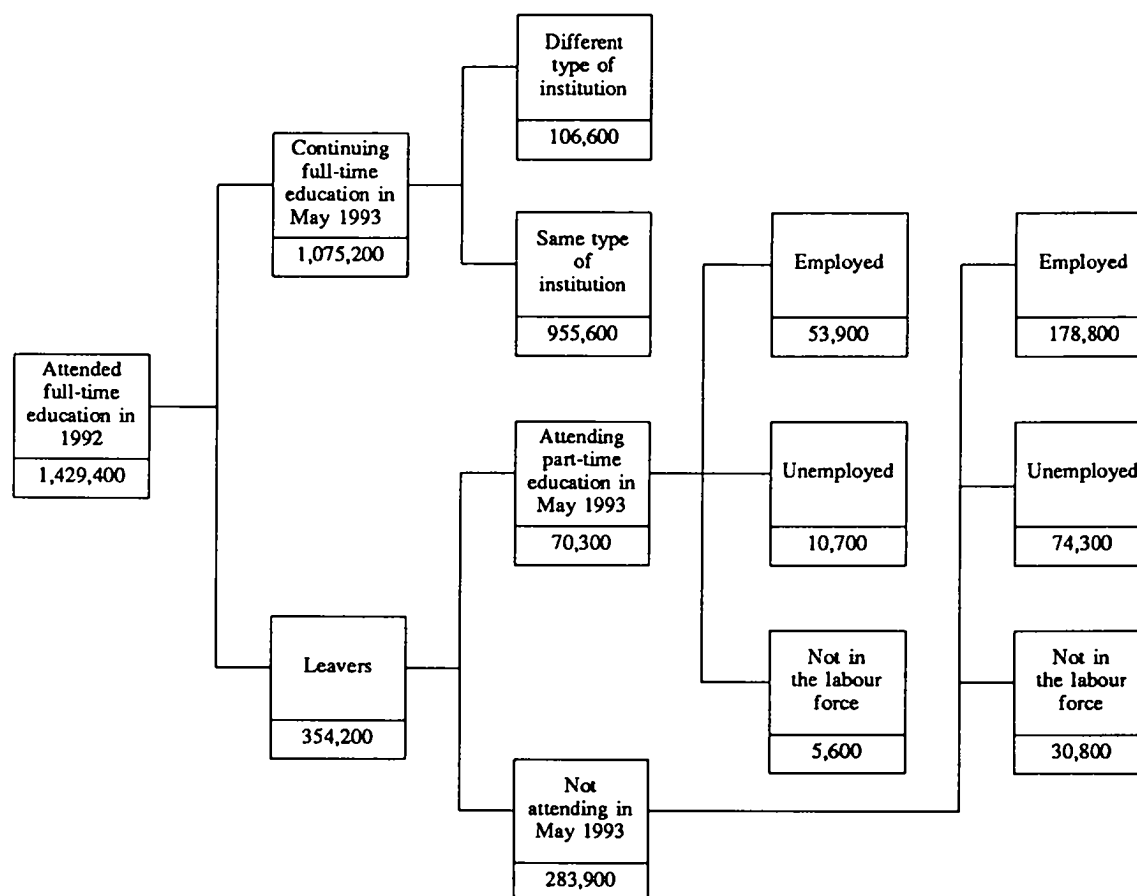 Different
type of
institution
106,600
Continuing
full-time
education in
May 1993
1,075,200
Same type
of
institution
955,600
Employed
53,900
Employed
178,800
Attended
full-time
education in
1992
1,429,400
Attending
part-time
education in
May 1993
70,300
Unemployed
10,700
Unemployed
74,300
Leavers
354,200
Not in
the labour
force
5,600
Not in
the labour
force
30,800
Not
attending in
May 1993
283,900